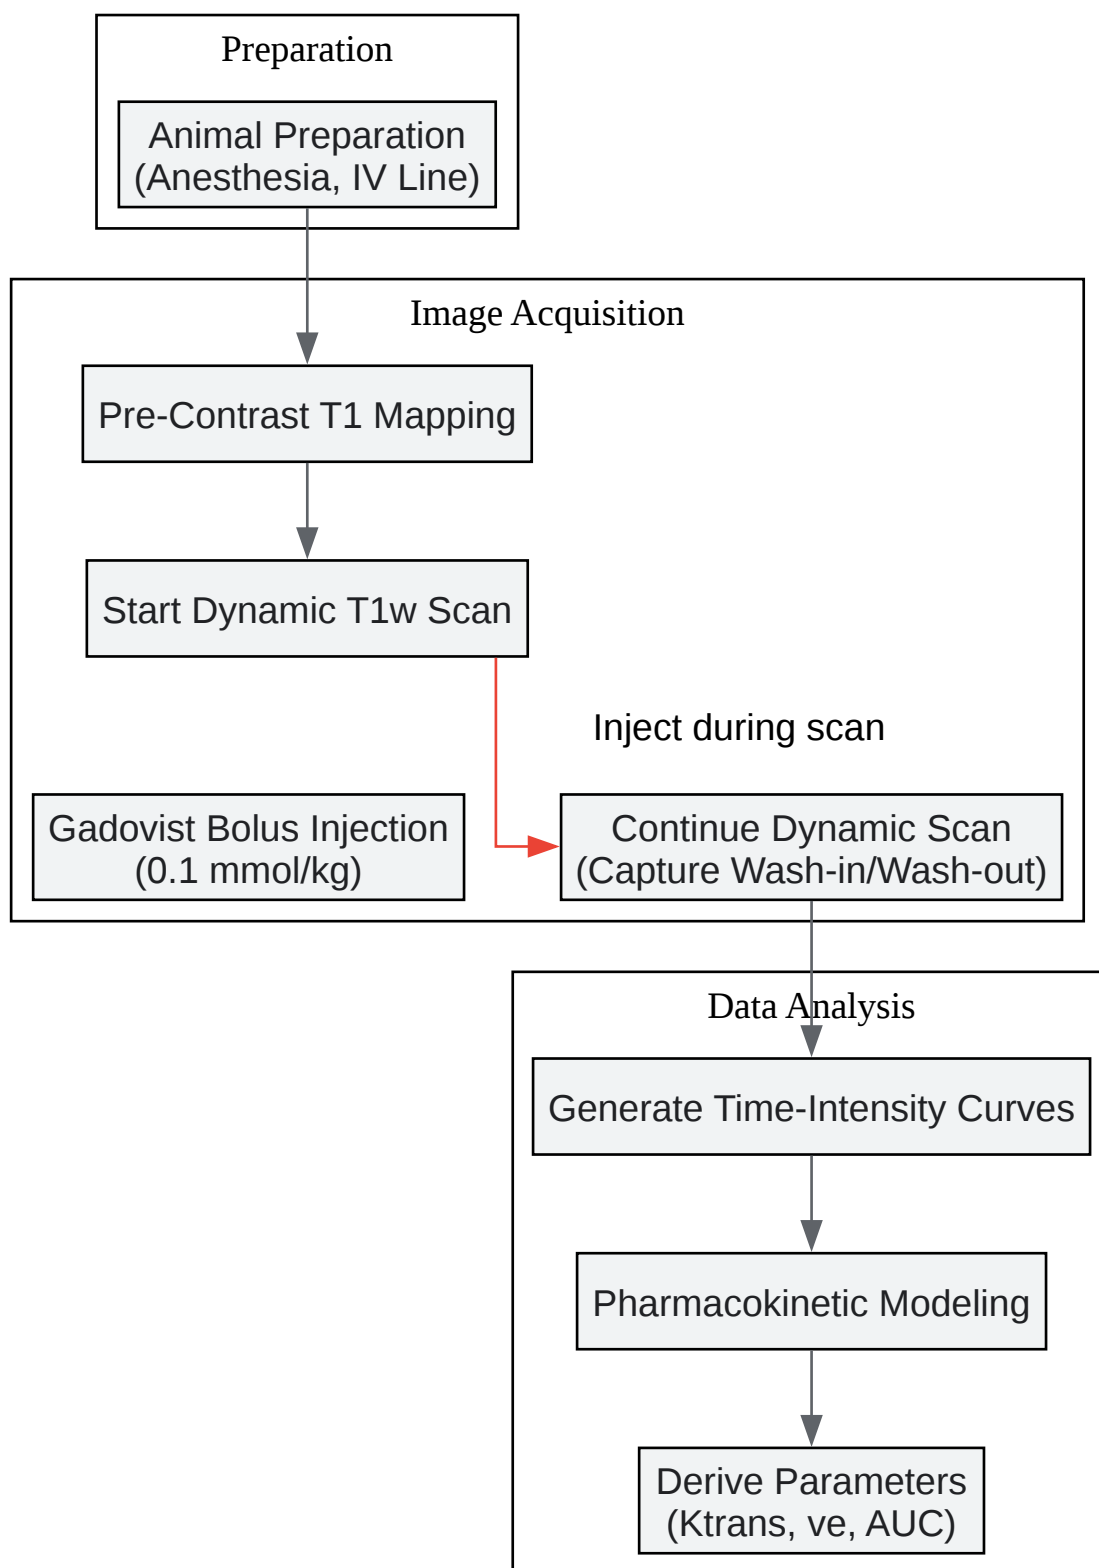 Preparation
Animal Preparation
(Anesthesia, IV Line)
Image Acquisition
Pre-Contrast T1 Mapping
Start Dynamic T1w Scan
Inject during scan
Gadovist Bolus Injection
(0.1 mmol/kg)
Continue Dynamic Scan
(Capture Wash-in/Wash-out)
Data Analysis
Generate Time-Intensity Curves
Pharmacokinetic Modeling
Derive Parameters
(Ktrans, ve, AUC)